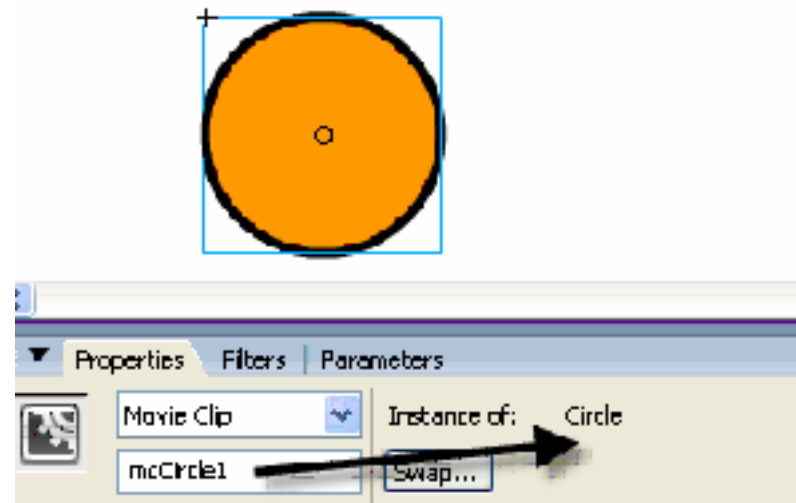 Properties Filters Parameters
Movie Clip Instance of: Circle
mcCircle1 Swap...